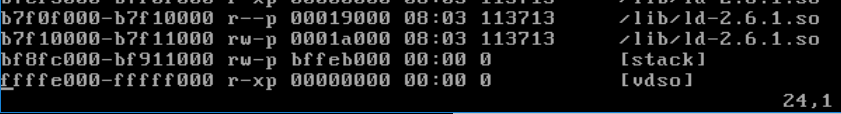 b7f0f000-b7f10000 r--p 00019000 08:03 113713 /lib/ld-2.6.1.so
b7f10000-b7f11000 rw-p 0001a000 08:03 113713 /lib/ld-2.6.1.so
bf8fc000-bf911000 rw-p bffeb000 00:00 0 [stack]
ffffe000-fffff000 r-xp 00000000 00:00 0 [vdso]
24,1